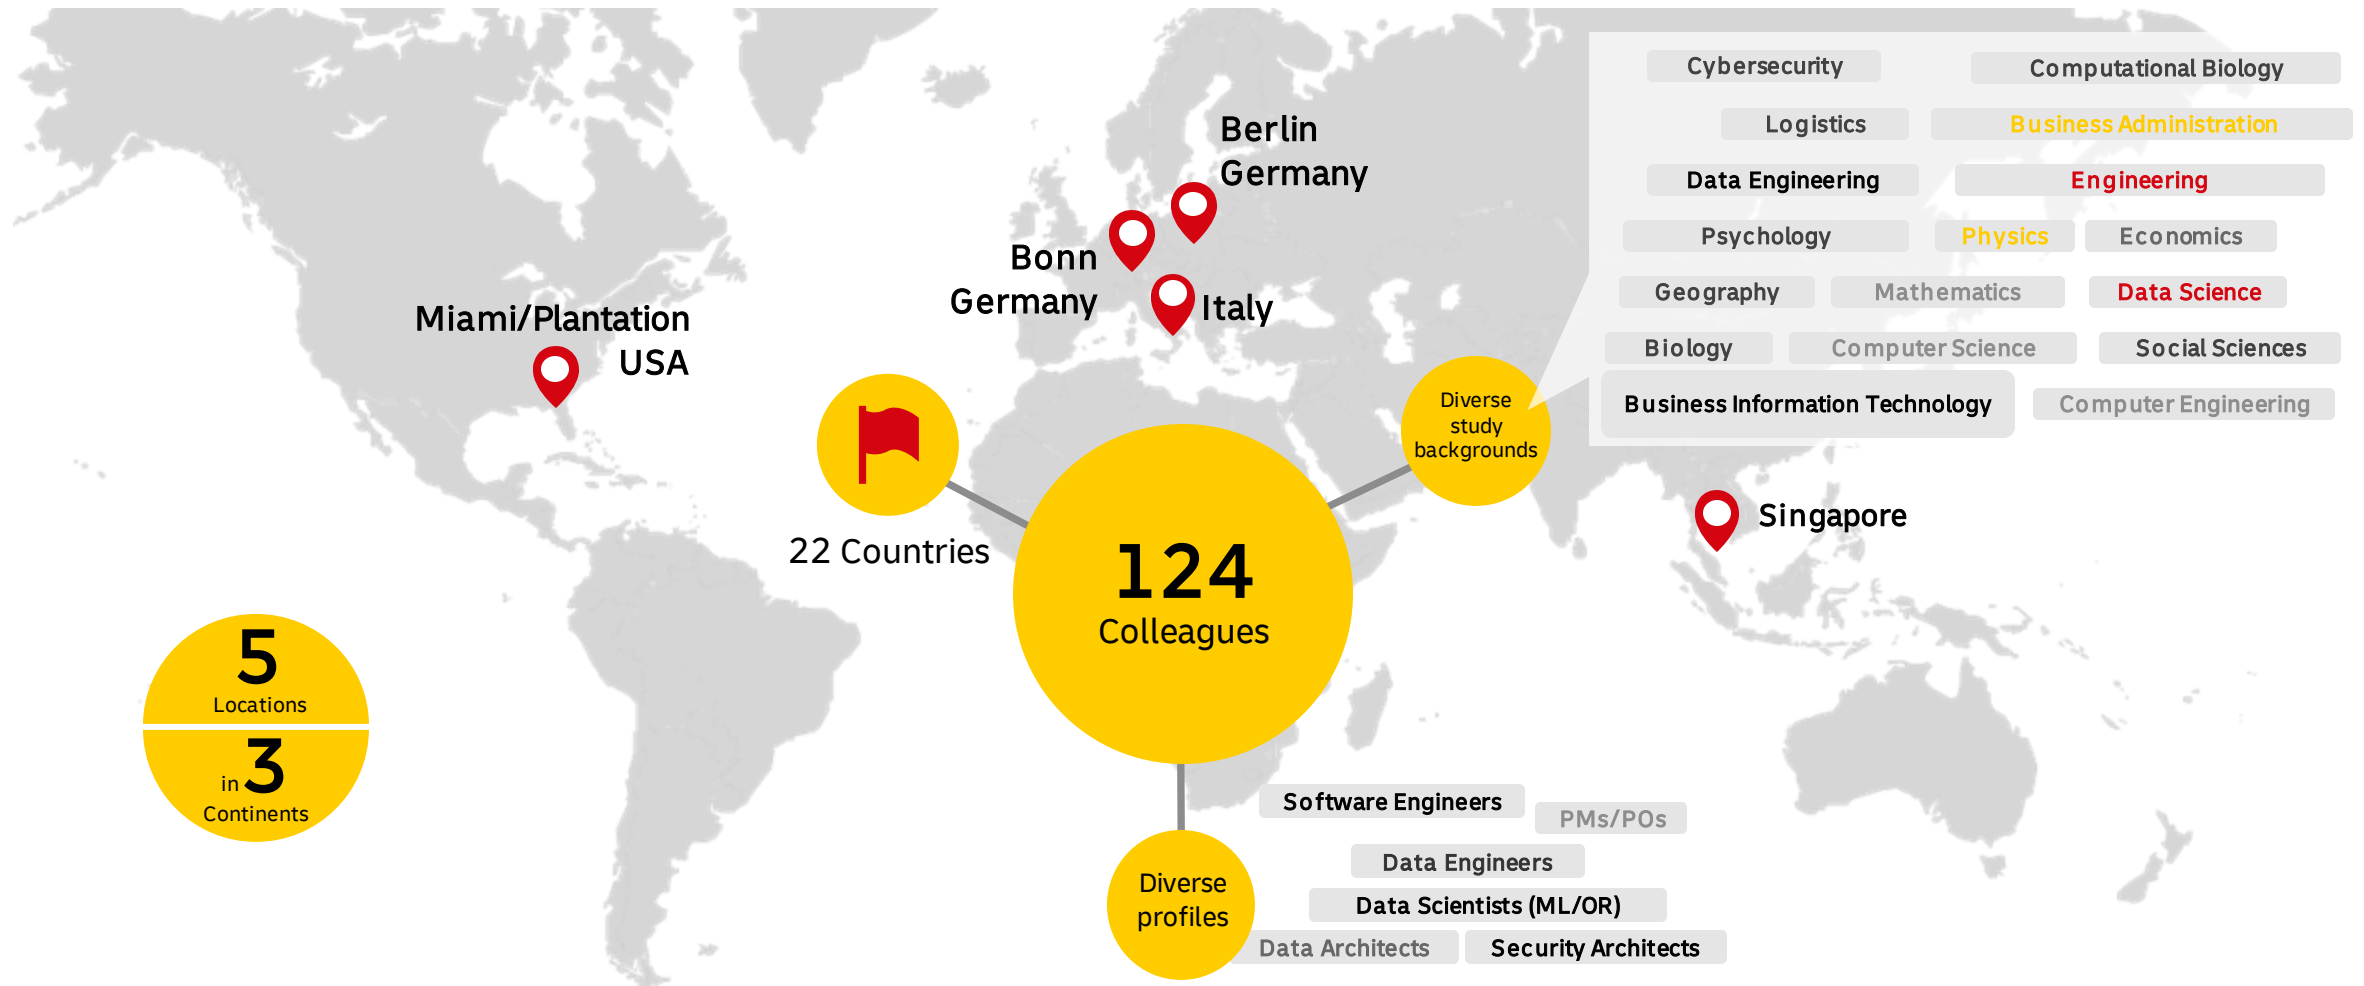 Cybersecurity
Computational Biology
Logistics
Business Administration
Data Engineering
Engineering
Psychology
Physics
Economics
Geography
Mathematics
Data Science
Biology
Computer Science
Social Sciences
Business Information Technology
Computer Engineering
Berlin
Germany
Bonn
Germany
Italy
Miami/Plantation
USA
Diverse
study
backgrounds
Singapore
22 Countries
124
Colleagues
5
Locations
in 3
Continents
Software Engineers
PMs/POs
Data Engineers
Diverse
profiles
Data Scientists (ML/OR)
Data Architects
Security Architects